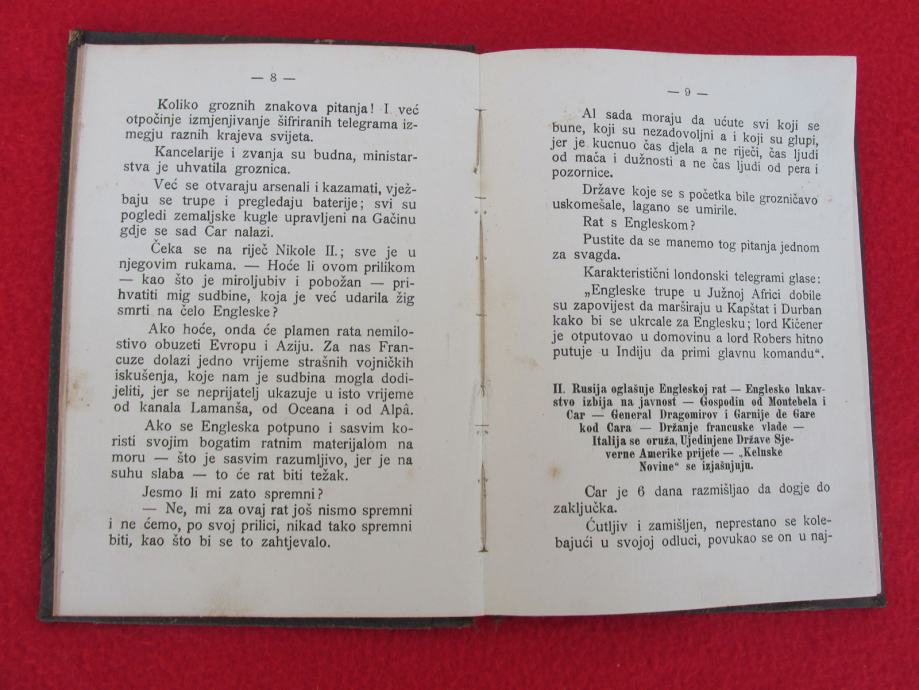 — 8 —
Koliko groznih znakova pitanja! I već
otpočinje izmjenjivanje šifriranih telegrama iz-
megju raznih krajeva svijeta.
Kancelarije i zvanja su budna, ministar-
stva je uhvatila groznica.
Već se otvaraju arsenali i kazamati, vjež-
baju se trupe i pregledaju baterije; svi su
pogledi zemaljske kugle upravljeni na Gačinu
gdje se sad Car nalazi.
Čeka se na riječ Nikole II.; sve je u
njegovim rukama. — Hoće li ovom prilikom
— kao što je miroljubiv i pobožan — pri-
hvatiti mig sudbine, koja je već udarila žig
smrti na čelo Engleske?
Ako hoće, onda će plamen rata nemilo-
stivo obuzeti Evropu i Aziju. Za nas Fran-
cuze dolazi jedno vrijeme strašnih vojničkih
iskušenja, koje nam je sudbina mogla dodi-
jeliti, jer se neprijatelj ukazuje u isto vrijeme
od kanala Lamanša, od Oceana i od Alpâ.
Ako se Engleska potpuno i sasvim ko-
risti svojim bogatim ratnim materijalom na
moru — što je sasvim razumljivo, jer je na
suhu slaba — to će rat biti težak.
Jesmo li mi zato spremni?
— Ne, mi za ovaj rat još nismo spremni
i ne ćemo, po svoj prilici, nikad tako spremni
biti, kao što bi se to zahtjevalo.
— 9 —
Al sada moraju da ućute svi koji se
bune, koji su nezadovoljni a i koji su glupi,
jer je kucnuo čas djela a ne riječi, čas ljudi
od mača i dužnosti a ne čas ljudi od pera i
pozornice.
Države koje se s početka bile grozničavo
uskomešale, lagano se umirile.
Rat s Engleskom?
Pustite da se manemo tog pitanja jednom
za svagda.
Karakteristični londonski telegrami glase:
„Engleske trupe u Južnoj Africi dobile
su zapovijest da marširaju u Kapštat i Durban
kako bi se ukrcale za Englesku; lord Kičener
je otputovao u domovinu a lord Robers hitno
putuje u Indiju da primi glavnu komandu“.
II. Rusija oglašuje Engleskoj rat — Englesko lukav-
stvo izbija na javnost — Gospodin od Montebela i
Car — General Dragomirov i Garnije de Gare
kod Cara — Držanje francuske vlade —
Italija se oruža, Ujedinjene Države Sje-
verne Amerike prijete — „Kelnske
Novine“ se izjašnjuju.
Car je 6 dana razmišljao da dogje do
zaključka.
Ćutljiv i zamišljen, neprestano se kole-
bajući u svojoj odluci, povukao se on u naj-